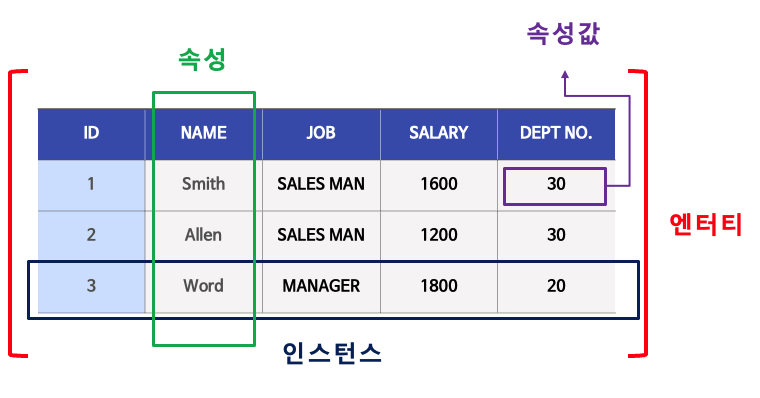 속성값
속성
ID NAME JOB SALARY DEPT NO.
1 Smith SALES MAN 1600 30
2 Allen SALES MAN 1200 30
엔터티
3 Word MANAGER 1800 20
인스턴스